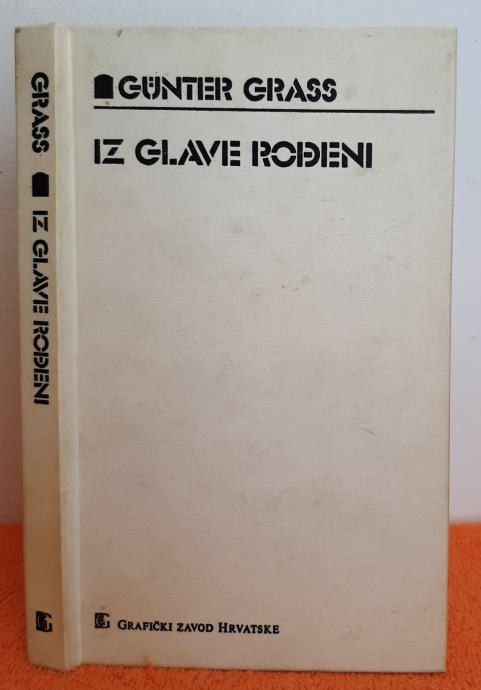 GÜNTER GRASS
IZ GLAVE ROĐENI
GRAFIČKI ZAVOD HRVATSKE
GRASS IZ GLAVE ROĐENI